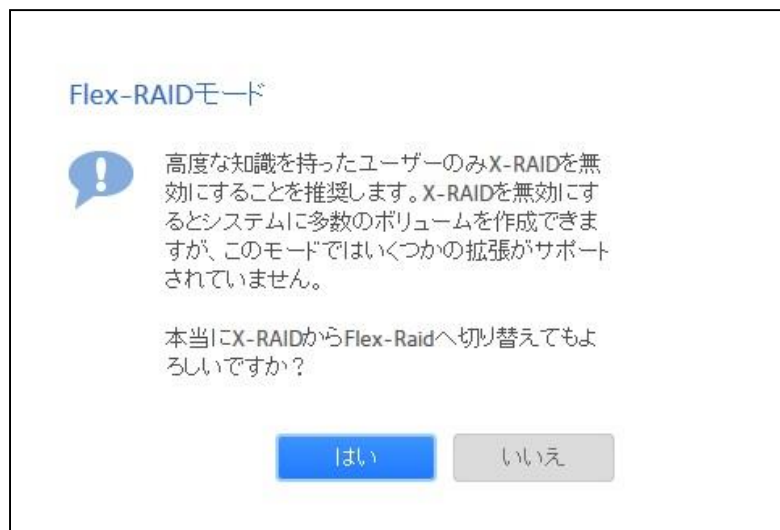 Flex-RAIDモード
高度な知識を持ったユーザーのみX-RAIDを無
効にすることを推奨します。X-RAIDを無効にす
るとシステムに多数のボリュームを作成できま
すが、このモードではいくつかの拡張がサポート
されていません。
本当にX-RAIDからFlex-Raidへ切り替えてもよ
ろしいですか？
はい
いいえ